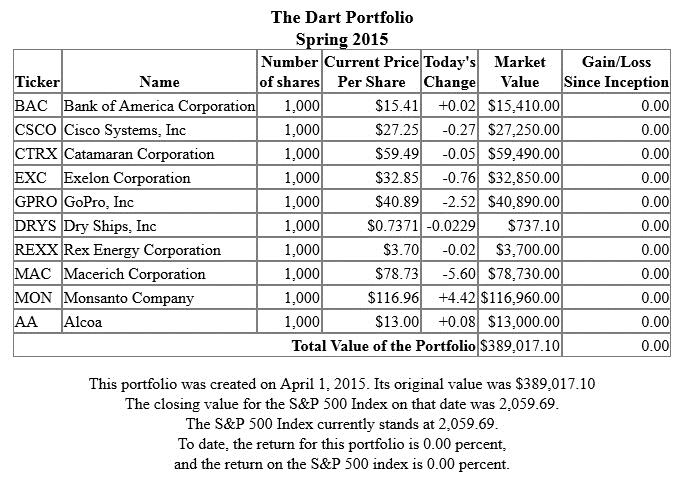 The Dart Portfolio
Spring 2015
Ticker Name Number of shares Current Price Per Share Today's Change Market Value Gain/Loss Since Inception
BAC Bank of America Corporation 1,000 $15.41 +0.02 $15,410.00 0.00
CSCO Cisco Systems, Inc 1,000 $27.25 -0.27 $27,250.00 0.00
CTRX Catamaran Corporation 1,000 $59.49 -0.05 $59,490.00 0.00
EXC Exelon Corporation 1,000 $32.85 -0.76 $32,850.00 0.00
GPRO GoPro, Inc 1,000 $40.89 -2.52 $40,890.00 0.00
DRYS Dry Ships, Inc 1,000 $0.7371 -0.0229 $737.10 0.00
REXX Rex Energy Corporation 1,000 $3.70 -0.02 $3,700.00 0.00
MAC Macerich Corporation 1,000 $78.73 -5.60 $78,730.00 0.00
MON Monsanto Company 1,000 $116.96 +4.42 $116,960.00 0.00
AA Alcoa 1,000 $13.00 +0.08 $13,000.00 0.00
Total Value of the Portfolio $389,017.10 0.00
This portfolio was created on April 1, 2015. Its original value was $389,017.10
The closing value for the S&P 500 Index on that date was 2,059.69.
The S&P 500 Index currently stands at 2,059.69.
To date, the return for this portfolio is 0.00 percent,
and the return on the S&P 500 index is 0.00 percent.